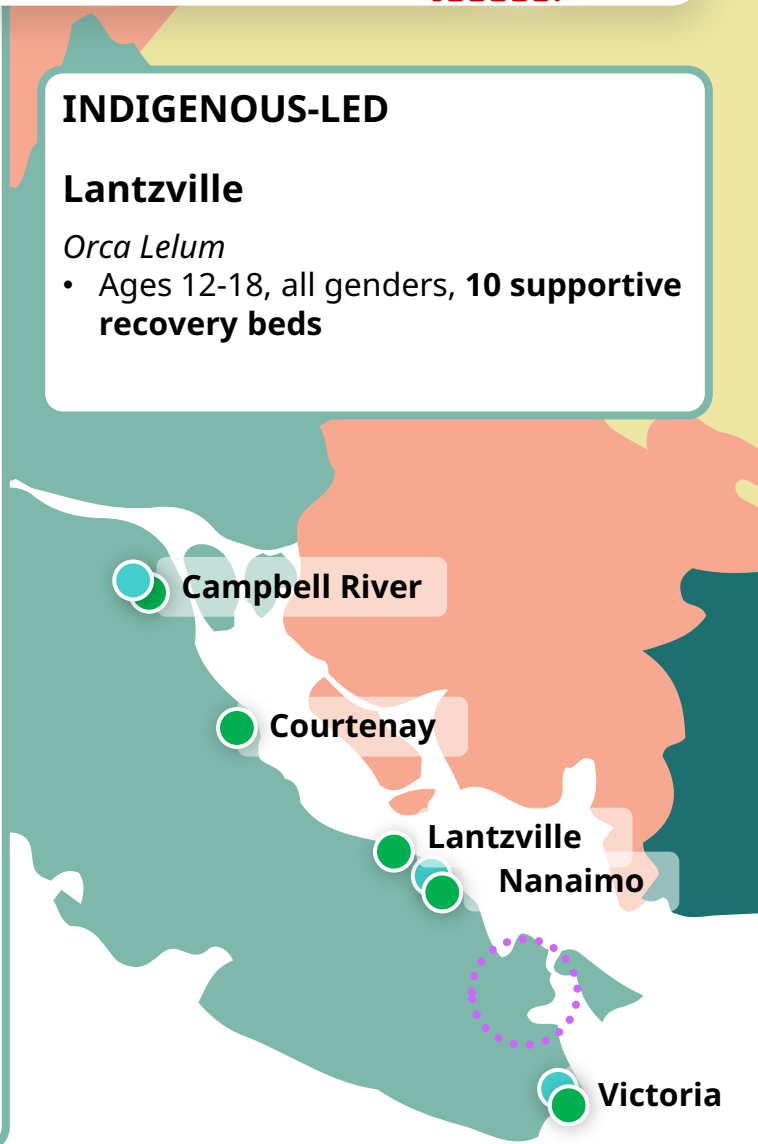 INDIGENOUS-LED
Lantzville
Orca Lelum
• Ages 12-18, all genders, 10 supportive
recovery beds
Campbell River
Courtenay
Lantzville
Nanaimo
Victoria